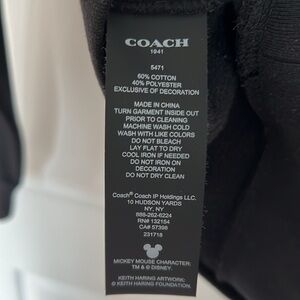 COACH
1941
5471
60% COTTON
40% POLYESTER
EXCLUSIVE OF DECORATION
MADE IN CHINA
TURN GARMENT INSIDE OUT
PRIOR TO CLEANING
MACHINE WASH COLD
WASH WITH LIKE COLORS
DO NOT BLEACH
LAY FLAT TO DRY
COOL IRON IF NEEDED
DO NOT IRON ON
DECORATION
DO NOT DRY CLEAN
Coach® Coach IP Holdings LLC.
10 HUDSON YARDS
NY, NY
888-262-6224
RN# 132154
CA# 57398
231718
MICKEY MOUSE CHARACTER:
TM & © DISNEY.
KEITH HARING ARTWORK:
© KEITH HARING FOUNDATION.